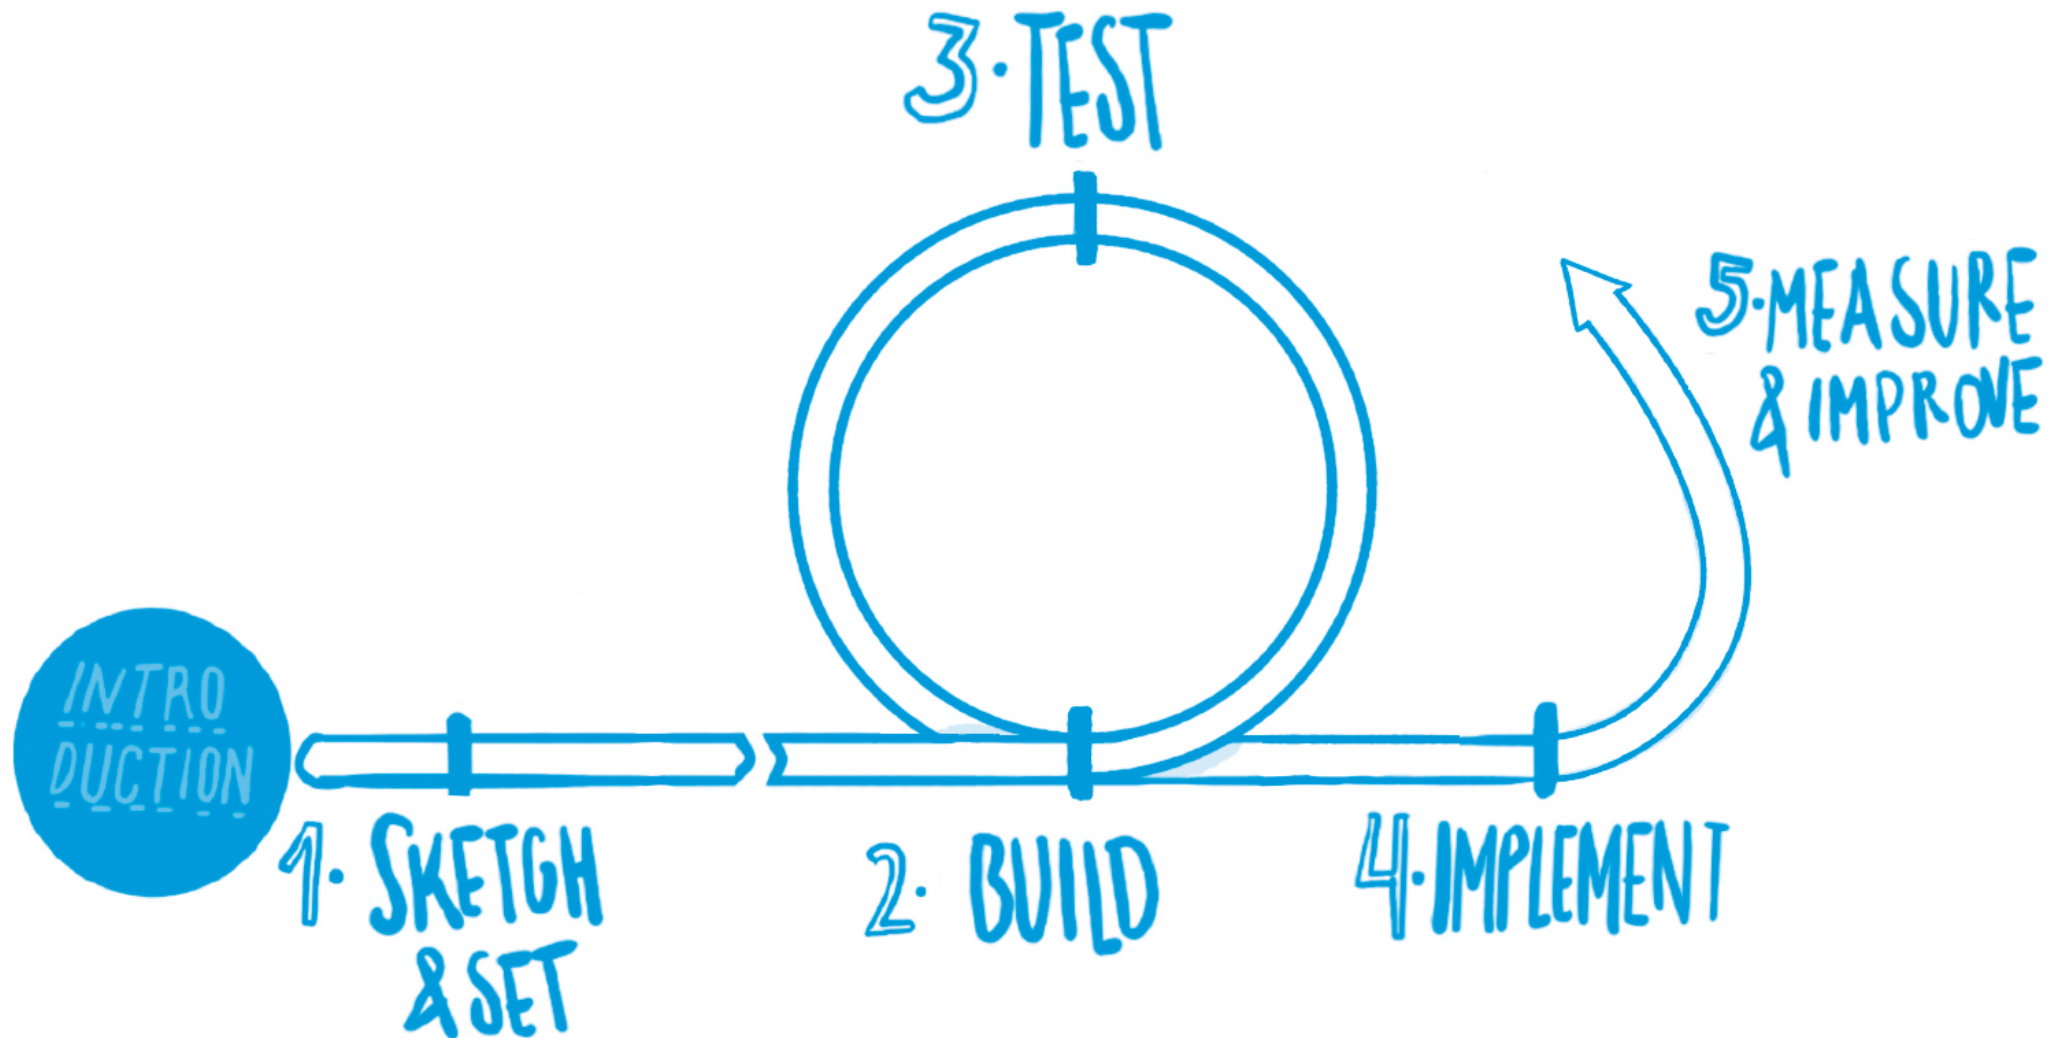 3. TEST
5. MEASURE
& IMPROVE
INTRO
DUCTION
1. SKETCH
& SET
2. BUILD
4. IMPLEMENT